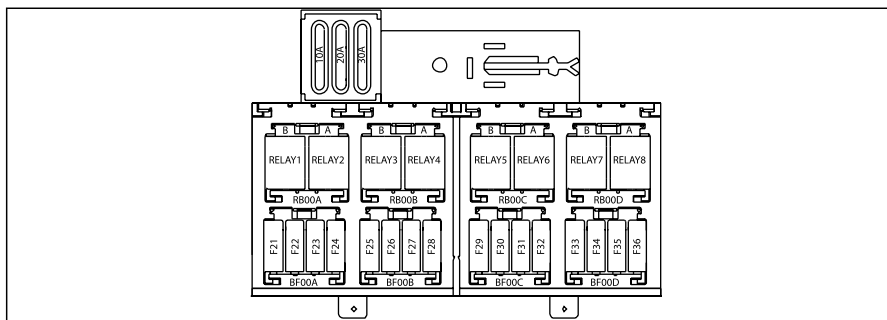 10A 20A 30A
B A B A B A B A
RELAY1 RELAY2 RELAY3 RELAY4 RELAY5 RELAY6 RELAY7 RELAY8
RB00A RB00B RB00C RB00D
F21 F22 F23 F24 F25 F26 F27 F28 F29 F30 F31 F32 F33 F34 F35 F36
BF00A BF00B BF00C BF00D